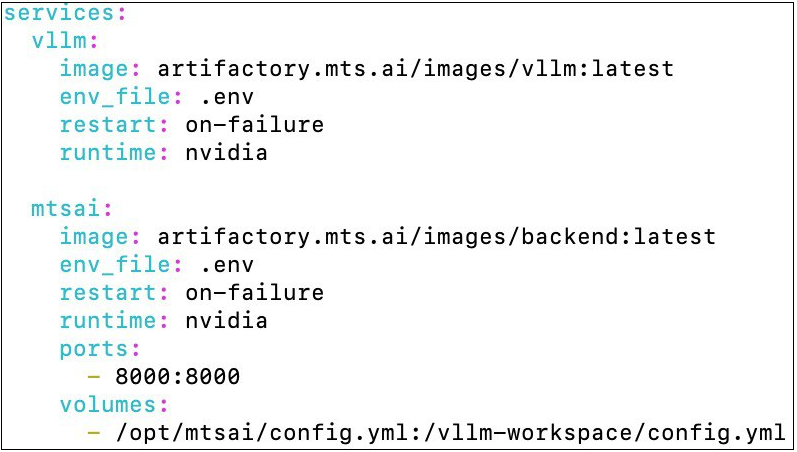 services:
  vllm:
    image: artifactory.mts.ai/images/vllm:latest
    env_file: .env
    restart: on-failure
    runtime: nvidia

  mtsai:
    image: artifactory.mts.ai/images/backend:latest
    env_file: .env
    restart: on-failure
    runtime: nvidia
    ports:
      - 8000:8000
    volumes:
      - /opt/mtsai/config.yml:/vllm-workspace/config.yml